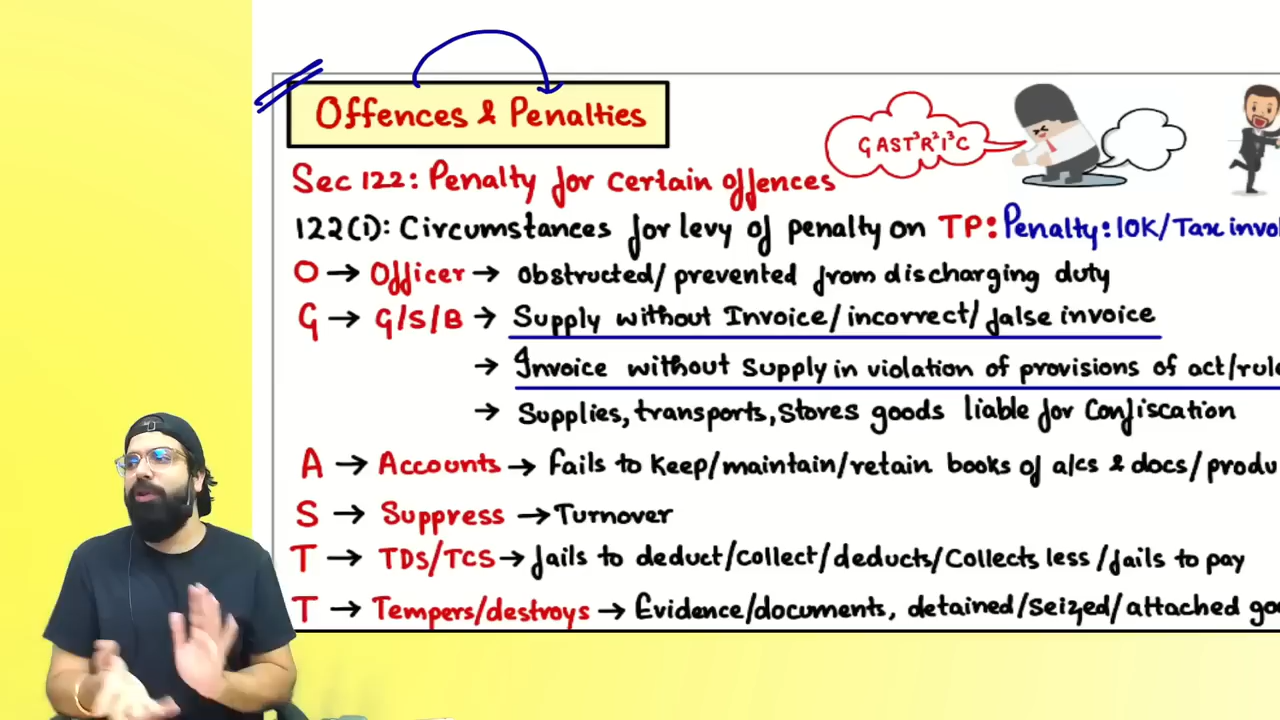 Offences & Penalties
GAST³R²I³C
Sec 122: Penalty for certain offences
122(1): Circumstances for levy of penalty on TP: Penalty: 10K/Tax
O → Officer → obstructed/prevented from discharging duty
G → G/S/B → Supply without Invoice/incorrect/false invoice
→ Invoice without Supply in violation of provisions of act/
→ Supplies, transports, stores goods liable for Confiscation
A → Accounts → Fails to keep/maintain/retain books of a/cs & docs/
S → Suppress → Turnover
T → TDS/TCS → fails to deduct/collect/deducts/Collects less/fails to pay
T → Tempers/destroys → Evidence/documents, detained/seized/attached